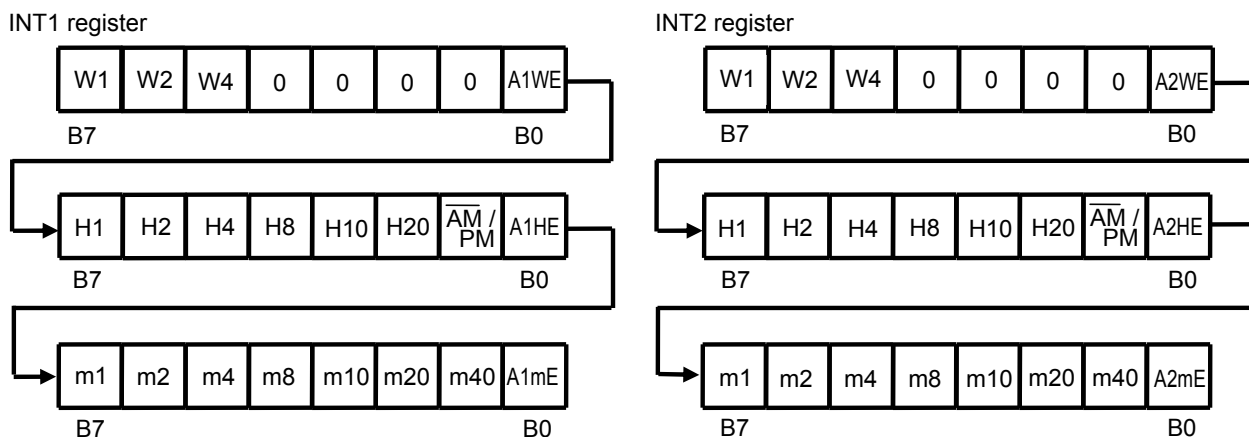 INT1 register
W1 W2 W4 0 0 0 0 A1WE
B7 B0
H1 H2 H4 H8 H10 H20 AM / PM A1HE
B7 B0
m1 m2 m4 m8 m10 m20 m40 A1mE
B7 B0
INT2 register
W1 W2 W4 0 0 0 0 A2WE
B7 B0
H1 H2 H4 H8 H10 H20 AM / PM A2HE
B7 B0
m1 m2 m4 m8 m10 m20 m40 A2mE
B7 B0